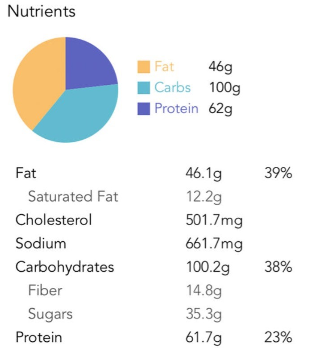 Nutrients
Fat 46g
Carbs 100g
Protein 62g
Fat 46.1g 39%
Saturated Fat 12.2g
Cholesterol 501.7mg
Sodium 661.7mg
Carbohydrates 100.2g 38%
Fiber 14.8g
Sugars 35.3g
Protein 61.7g 23%